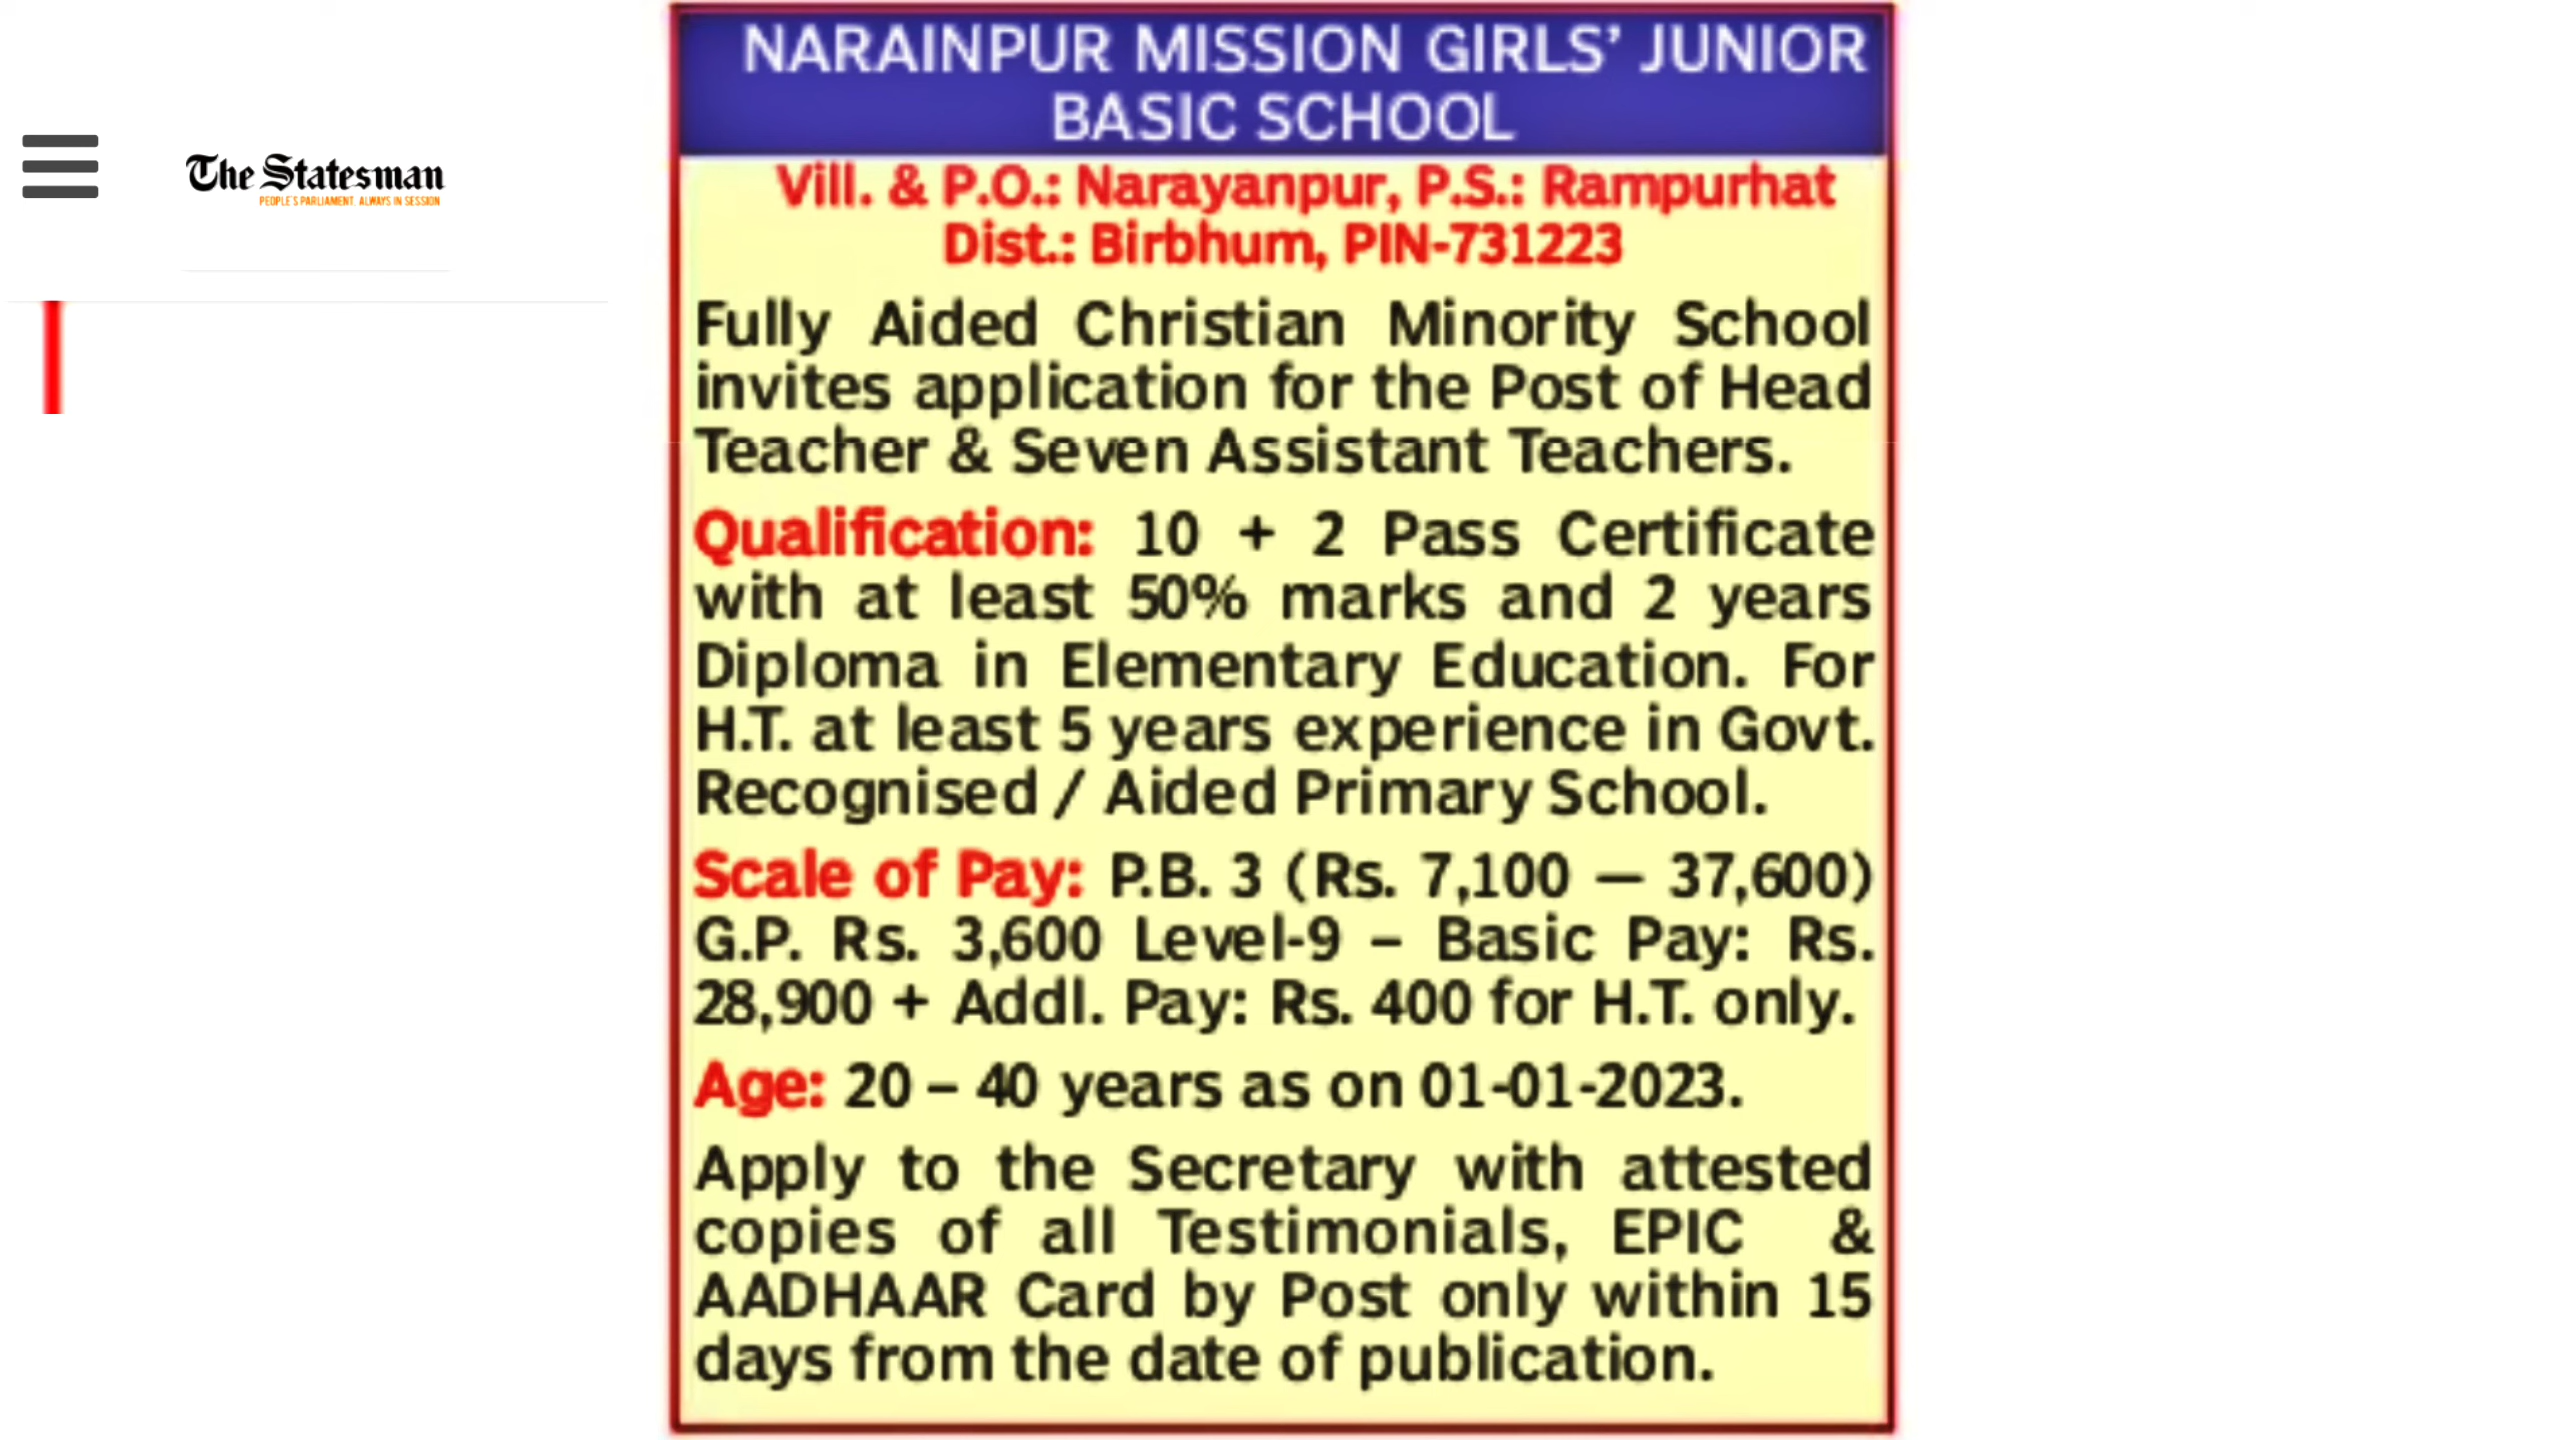 The Statesman
PEOPLE'S PARLIAMENT, ALWAYS IN SESSION
NARAINPUR MISSION GIRLS' JUNIOR
BASIC SCHOOL
Vill. & P.O.: Narayanpur, P.S.: Rampurhat
Dist.: Birbhum, PIN-731223
Fully Aided Christian Minority School
invites application for the Post of Head
Teacher & Seven Assistant Teachers.
Qualification: 10 + 2 Pass Certificate
with at least 50% marks and 2 years
Diploma in Elementary Education. For
H.T. at least 5 years experience in Govt.
Recognised / Aided Primary School.
Scale of Pay: P.B. 3 (Rs. 7,100 — 37,600)
G.P. Rs. 3,600 Level-9 – Basic Pay: Rs.
28,900 + Addl. Pay: Rs. 400 for H.T. only.
Age: 20 – 40 years as on 01-01-2023.
Apply to the Secretary with attested
copies of all Testimonials, EPIC &
AADHAAR Card by Post only within 15
days from the date of publication.